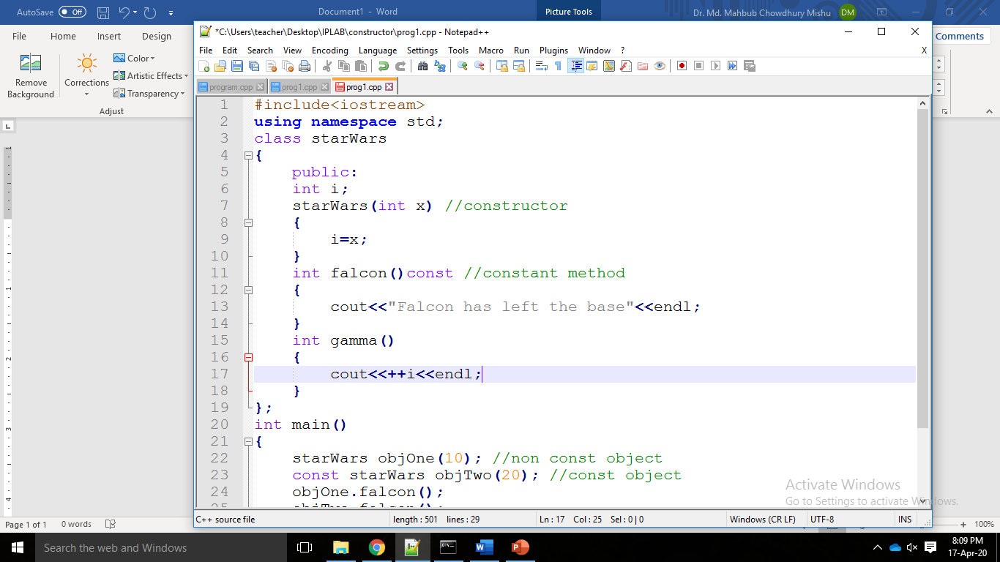 AutoSave Off Document1 - Word Picture Tools Dr. Md. Mahbub Chowdhury Mishu DM
File Home Insert Design Comments
Remove Background
Corrections
Color
Artistic Effects
Transparency
Adjust
*C:\Users\teacher\Desktop\IPLAB\constructor\prog1.cpp - Notepad++
File Edit Search View Encoding Language Settings Tools Macro Run Plugins Window ? X
program.cpp prog1.cpp prog1.cpp
1 #include<iostream>
2 using namespace std;
3 class starWars
4 {
5 public:
6 int i;
7 starWars(int x) //constructor
8 {
9 i=x;
10 }
11 int falcon()const //constant method
12 {
13 cout<<"Falcon has left the base"<<endl;
14 }
15 int gamma()
16 {
17 cout<<++i<<endl;
18 }
19 };
20 int main()
21 {
22 starWars objOne(10); //non const object
23 const starWars objTwo(20); //const object
24 objOne.falcon();
Activate Windows
Go to Settings to activate Windows.
C++ source file length : 501 lines : 29 Ln : 17 Col : 25 Sel : 0 | 0 Windows (CR LF) UTF-8 INS
Page 1 of 1 0 words 100%
Search the web and Windows
8:09 PM
17-Apr-20